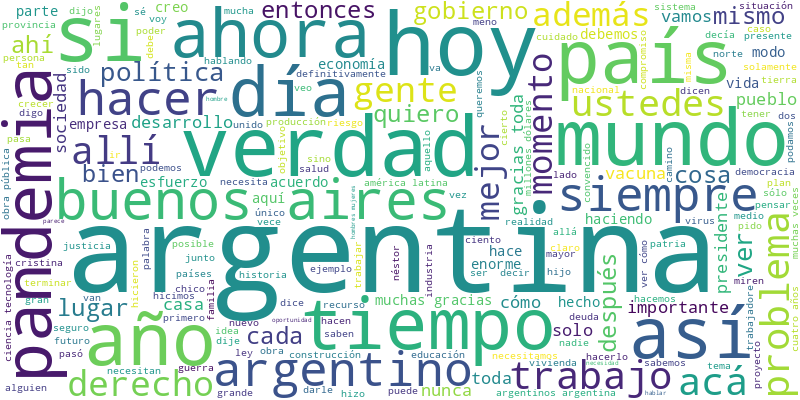 argentina
hoy
verdad
mundo
país
ahora
si
día
hacer
buenos aires
tiempo
pandemia
año
así
siempre
argentino
trabajo
problema
momento
ustedes
gente
allí
mejor
lugar
derecho
acá
además
mismo
gobierno
entonces
política
bien
quiero
cosa
ver
después
cada
ahí
parte
creo
voy
poder
debe
sé
mucha
dijo
lugares
provincia
persona
tan
crecer
digo
pasa
sociedad
empresa
desarrollo
economía
hablando
definitivamente
sido
veo
va
meno
queremos
cuidado
debemos
vamos
sistema
caso
situación
compromiso
decía
presente
norte
modo
misma
solamente
tierra
dicen
vida
pueblo
nacional
vacuna
tener
dos
podamos
democracia
camino
convencido
lado
cierto
millones dólares
gracias toda
aquello
objetivo
riesgo
producción
unido
hombre
ir
podemos
sino
salud
esfuerzo
acuerdo
necesita
aquí
américa latina
vez
único
vece
hombres mujeres
realidad
allá
haciendo
virus
medio
plan
sólo
pensar
pido
muchas veces
presidente
patria
claro
mayor
hijo
ver cómo
hace
enorme
ser
decir
ciento
industria
néstor
trabajar
ejemplo
historia
posible
junto
países
chico
hicimos
casa
palabra
justicia
cristina
parece
obra pública
ciencia tecnología
terminar
hicieron
gran
van
futuro
seguro
pasó
alguien
necesitan
primero
idea
dije
familia
nuevo
dice
recurso
hacen
saben
oportunidad
muchas gracias
cómo
hecho
deuda
nadie
solo
importante
hacemos
miren
trabajadore
cuatro años
proyecto
tema
sabemos
hacerlo
vivienda
necesidad
hablar
necesitamos
educación
construcción
ley
obra
guerra
grande
darle
hizo
puede
toda
nunca
argentinos
argentina